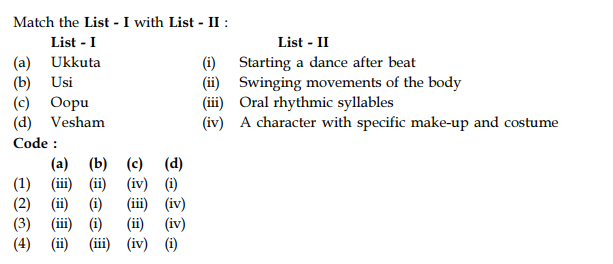 Match the List - I with List - II :
List - I List - II
(a) Ukkuta (i) Starting a dance after beat
(b) Usi (ii) Swinging movements of the body
(c) Oopu (iii) Oral rhythmic syllables
(d) Vesham (iv) A character with specific make-up and costume
Code :
(a) (b) (c) (d)
(1) (iii) (ii) (iv) (i)
(2) (ii) (i) (iii) (iv)
(3) (iii) (i) (ii) (iv)
(4) (ii) (iii) (iv) (i)